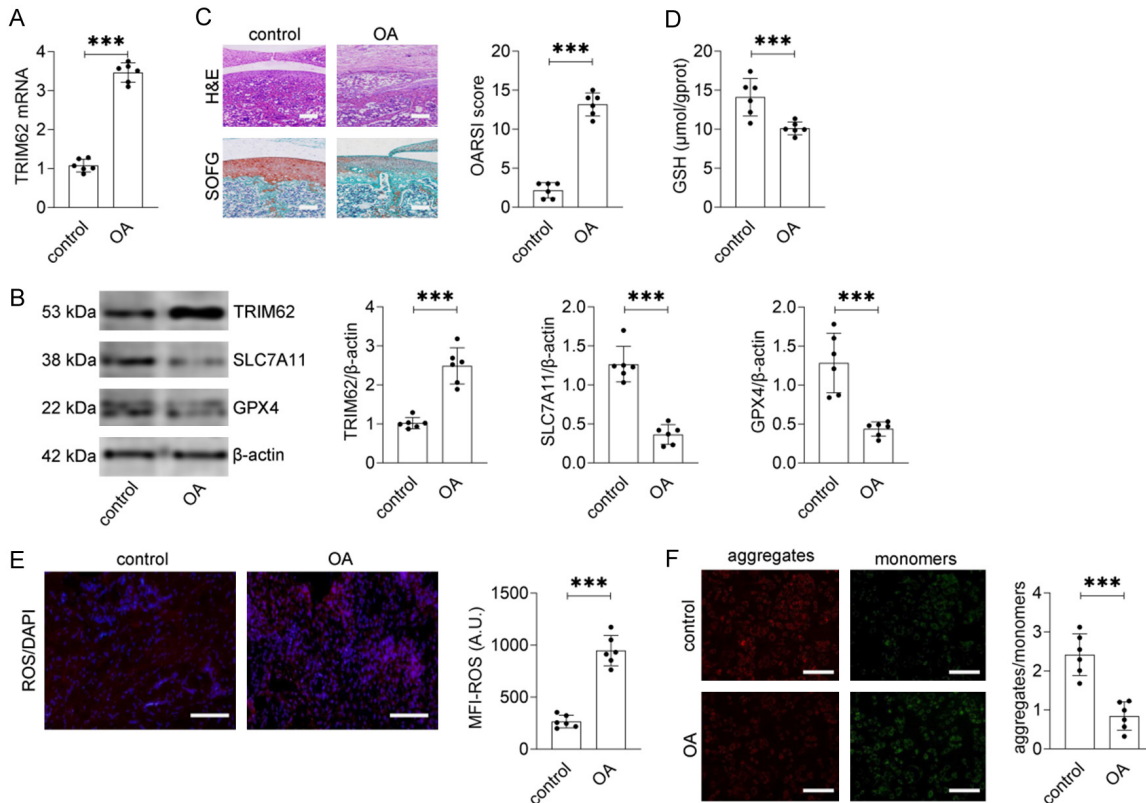 A
TRIM62 mRNA
4
3
2
1
0
***
control
OA
C
control
OA
H&E
SOFG
OARSI score
20
15
10
5
0
***
control
OA
D
GSH (μmol/gprot)
20
15
10
5
0
***
control
OA
B
53 kDa
TRIM62
38 kDa
SLC7A11
22 kDa
GPX4
42 kDa
β-actin
control
OA
TRIM62/β-actin
4
3
2
1
0
***
control
OA
SLC7A11/β-actin
2.0
1.5
1.0
0.5
0.0
***
control
OA
GPX4/β-actin
2.0
1.5
1.0
0.5
0.0
***
control
OA
E
control
OA
ROS/DAPI
MFI-ROS (A.U.)
1500
1000
500
0
***
control
OA
F
aggregates
monomers
control
OA
aggregates/monomers
4
3
2
1
0
***
control
OA